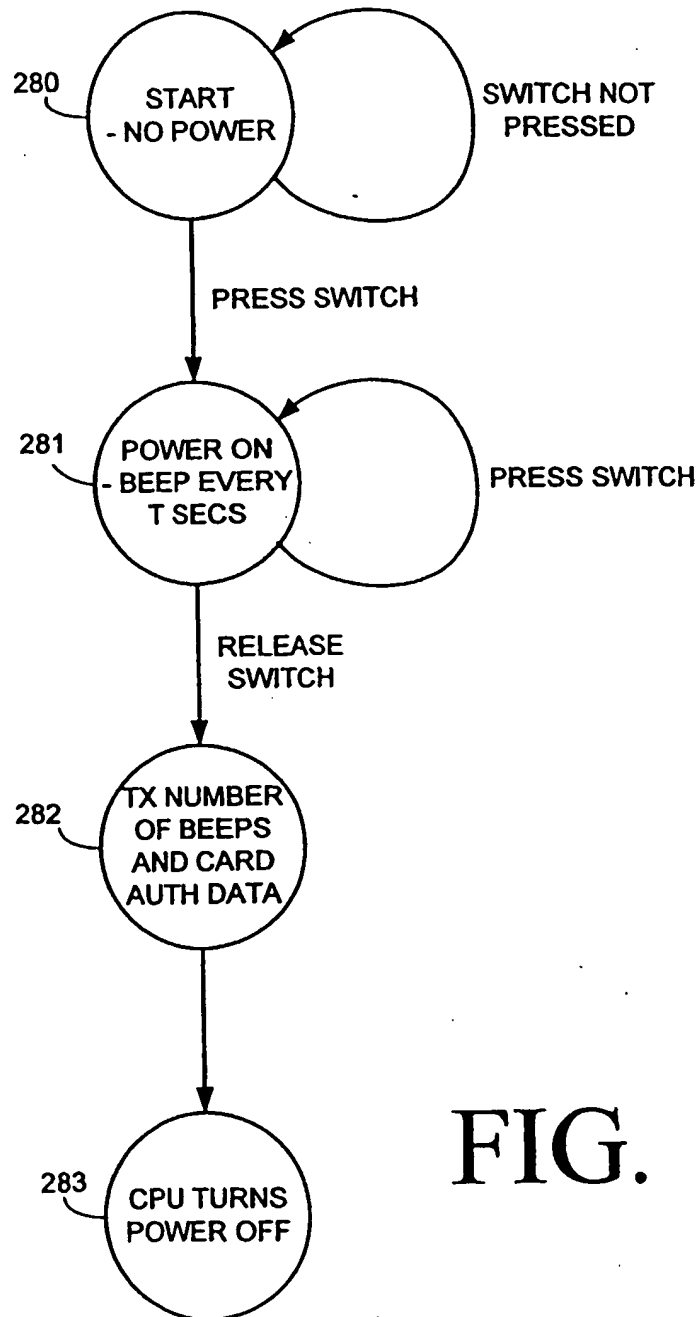 280
START
- NO POWER
SWITCH NOT
PRESSED
PRESS SWITCH
281
POWER ON
- BEEP EVERY
T SECS
PRESS SWITCH
RELEASE
SWITCH
282
TX NUMBER
OF BEEPS
AND CARD
AUTH DATA
283
CPU TURNS
POWER OFF
FIG.